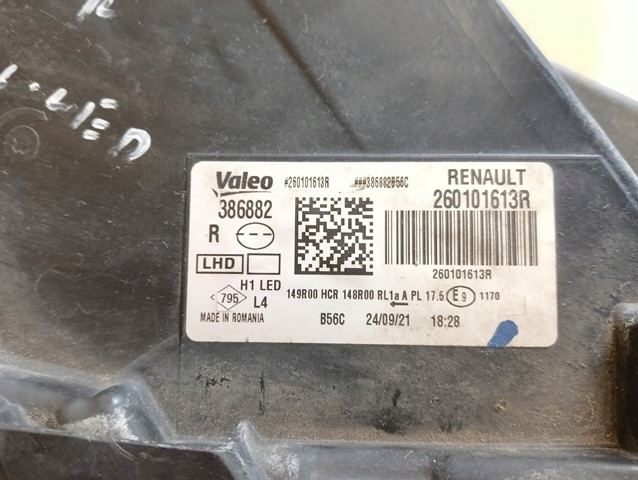 Valeo #260101613R ###386882B56C RENAULT
386882 260101613R
R
LHD 260101613R
H1 LED 149R00 HCR 148R00 RL1a A PL 17.5 E9 1170
795 L4
MADE IN ROMANIA B56C 24/09/21 18:28